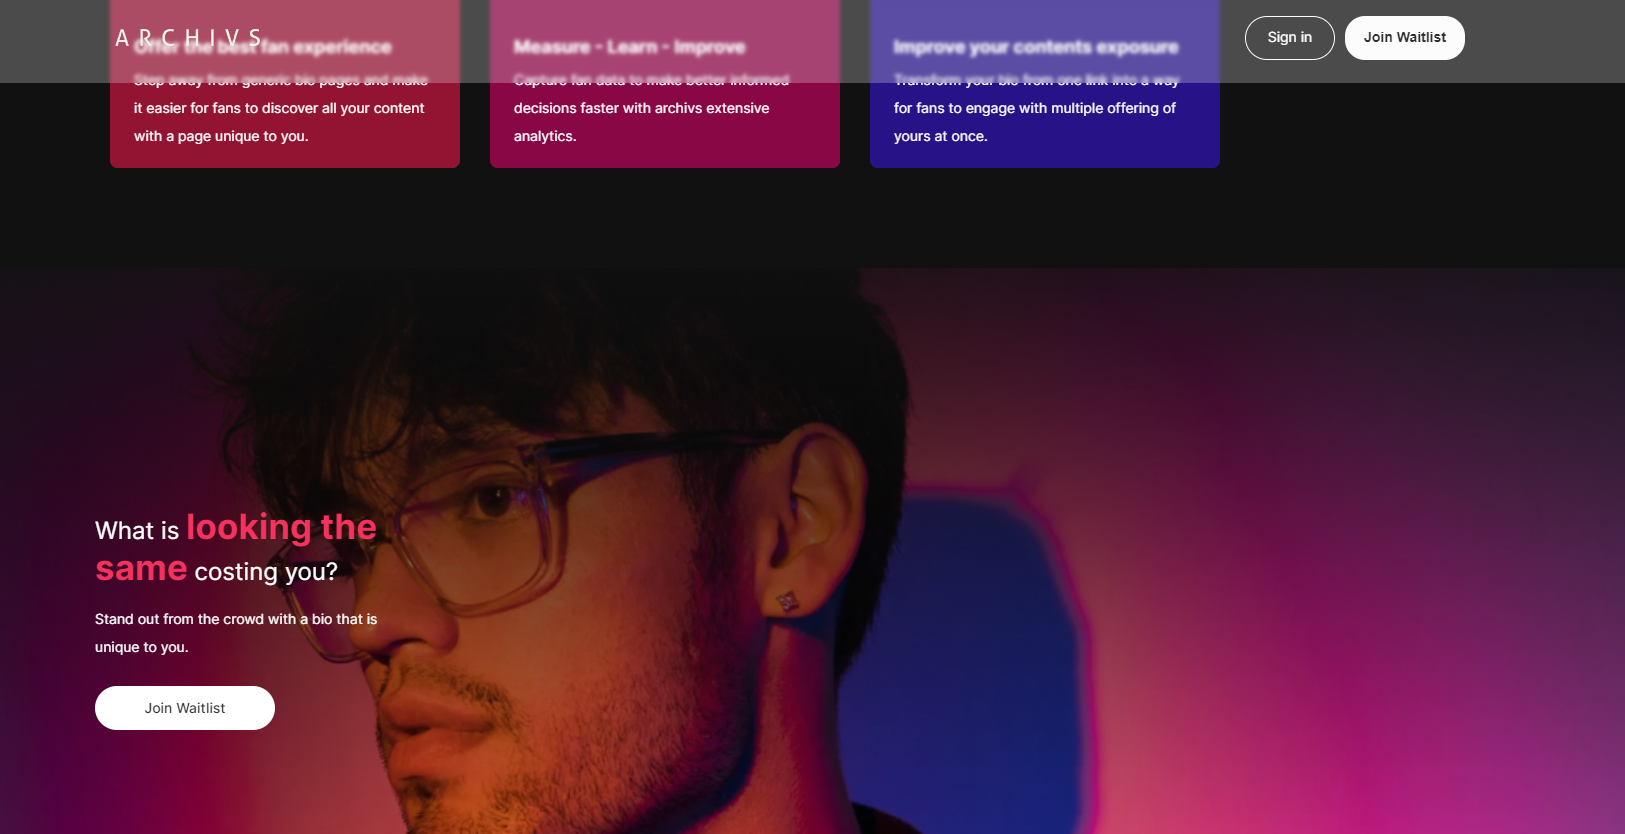 ARCHIVS
Sign in
Join Waitlist
Offer the best fan experience
Step away from generic bio pages and make
it easier for fans to discover all your content
with a page unique to you.
Measure - Learn - Improve
Capture fan data to make better informed
decisions faster with archivs extensive
analytics.
Improve your contents exposure
Transform your bio from one link into a way
for fans to engage with multiple offering of
yours at once.
What is looking the
same costing you?
Stand out from the crowd with a bio that is
unique to you.
Join Waitlist